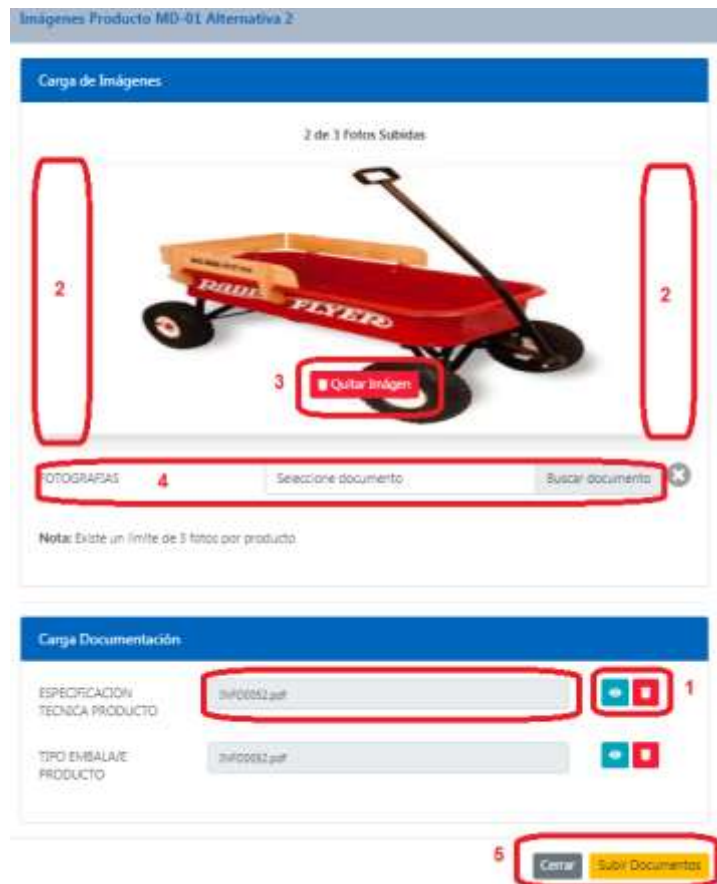 Imágenes Producto MD-01 Alternativa 2
Carga de Imágenes
2 de 3 Fotos Subidas
2
2
RADIO FLYER
3
Quitar Imágen
FOTOGRAFIAS
4
Seleccione documento
Buscar documento
Nota: Existe un límite de 3 fotos por producto
Carga Documentación
ESPECIFICACION
TECNICA PRODUCTO
1
TIPO EMBALAJE
PRODUCTO
5
Cerrar
Subir Documentos